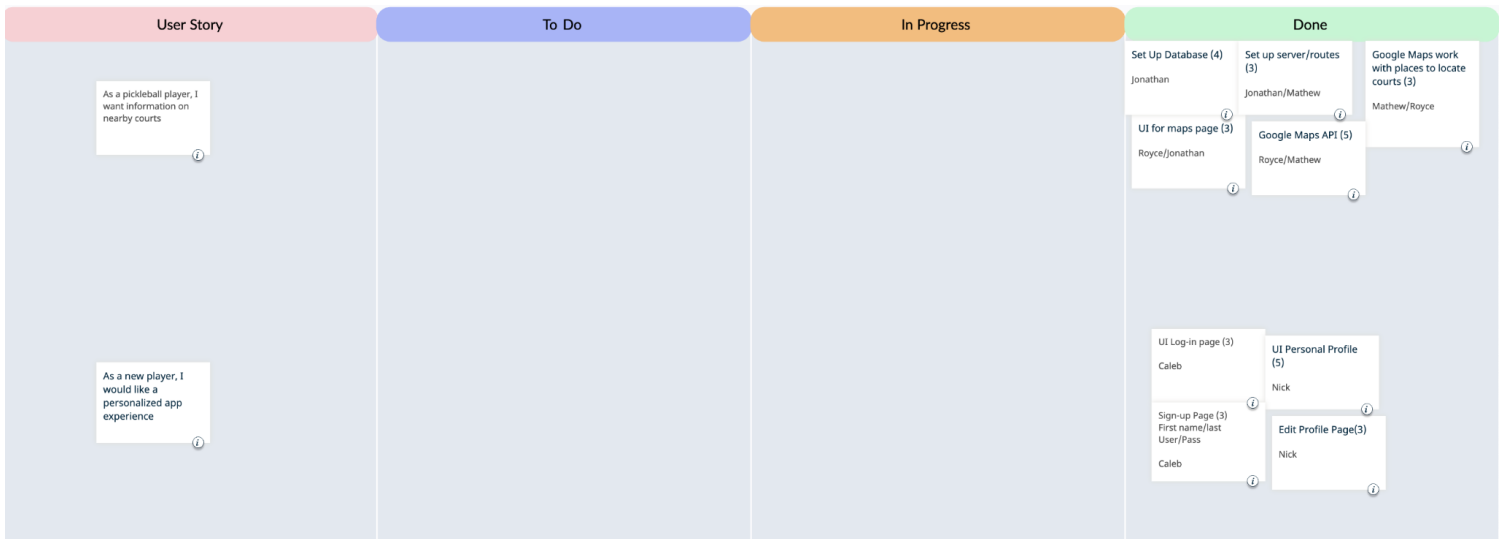 User Story
To Do
In Progress
Done
As a pickleball player, I
want information on
nearby courts
Set Up Database (4)
Jonathan
Set up server/routes
(3)
Jonathan/Mathew
Google Maps work
with places to locate
courts (3)
Mathew/Royce
UI for maps page (3)
Royce/Jonathan
Google Maps API (5)
Royce/Mathew
As a new player, I
would like a
personalized app
experience
UI Log-in page (3)
Caleb
UI Personal Profile
(5)
Nick
Sign-up Page (3)
First name/last
User/Pass
Caleb
Edit Profile Page(3)
Nick